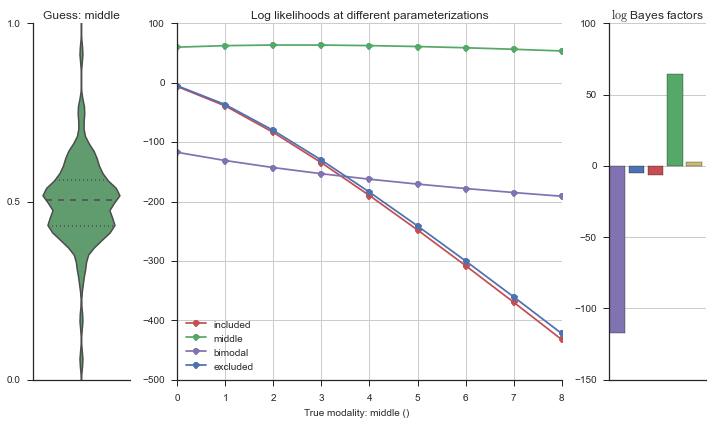 Guess: middle
1.0
0.5
0.0
Log likelihoods at different parameterizations
100
0
−100
−200
−300
−400
−500
included
middle
bimodal
excluded
0 1 2 3 4 5 6 7 8
True modality: middle ()
log Bayes factors
100
50
0
−50
−100
−150